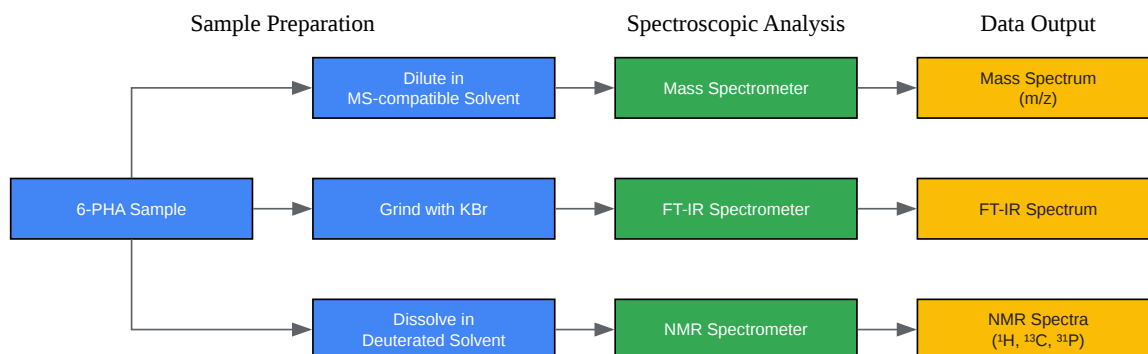 Sample Preparation
Spectroscopic Analysis
Data Output
Dilute in
MS-compatible Solvent
Mass Spectrometer
Mass Spectrum
(m/z)
6-PHA Sample
Grind with KBr
FT-IR Spectrometer
FT-IR Spectrum
Dissolve in
Deuterated Solvent
NMR Spectrometer
NMR Spectra
(¹H, ¹³C, ³¹P)